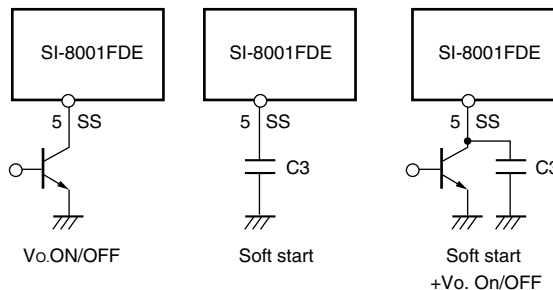 SI-8001FDE SI-8001FDE SI-8001FDE
5 SS 5 SS 5 SS
C3 C3
Vo.ON/OFF Soft start Soft start
+Vo. On/OFF